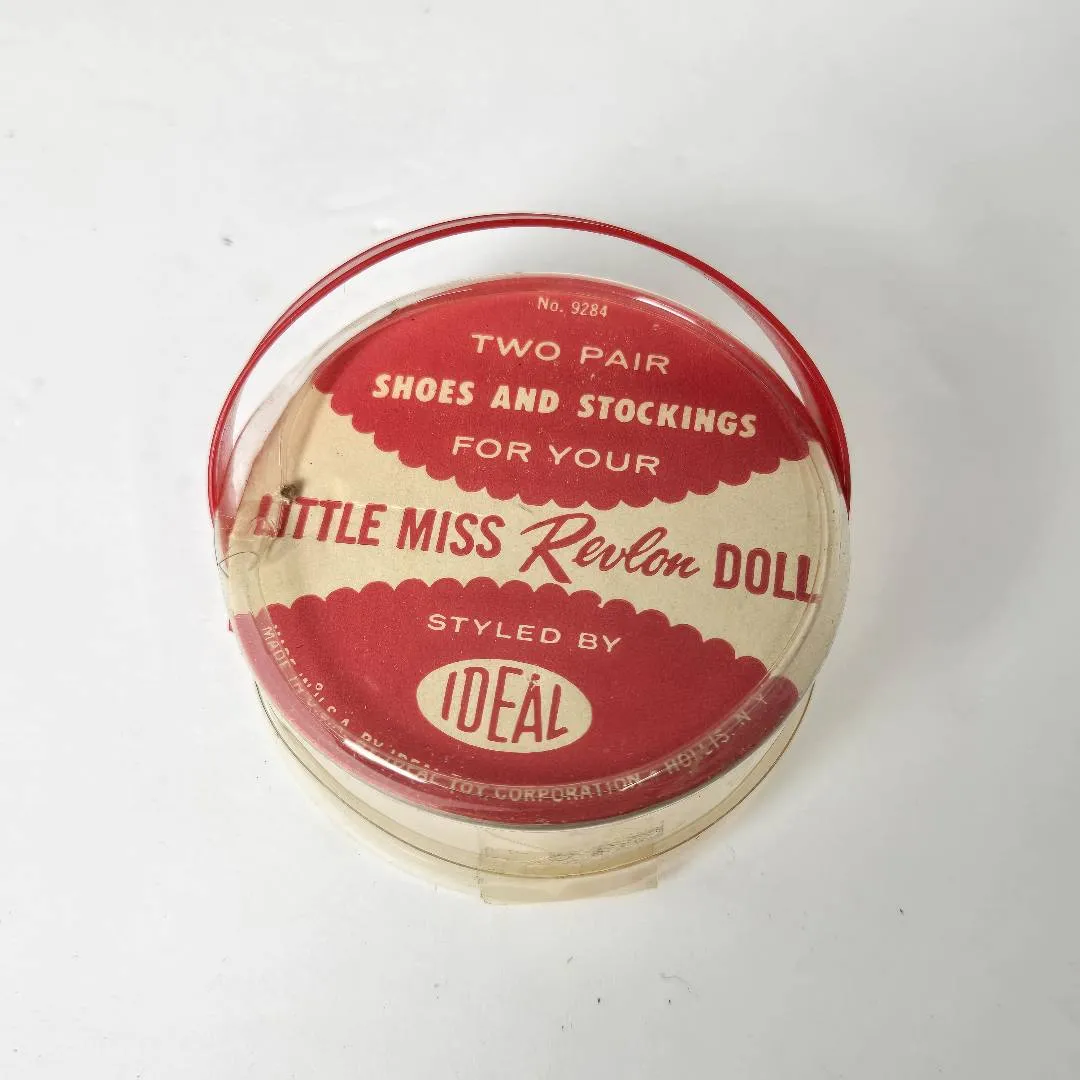 No. 9284
TWO PAIR
SHOES AND STOCKINGS
FOR YOUR
LITTLE MISS Revlon DOLL
STYLED BY
IDEAL
MADE IN U.S.A. BY IDEAL TOY CORPORATION • HOLLIS. N Y